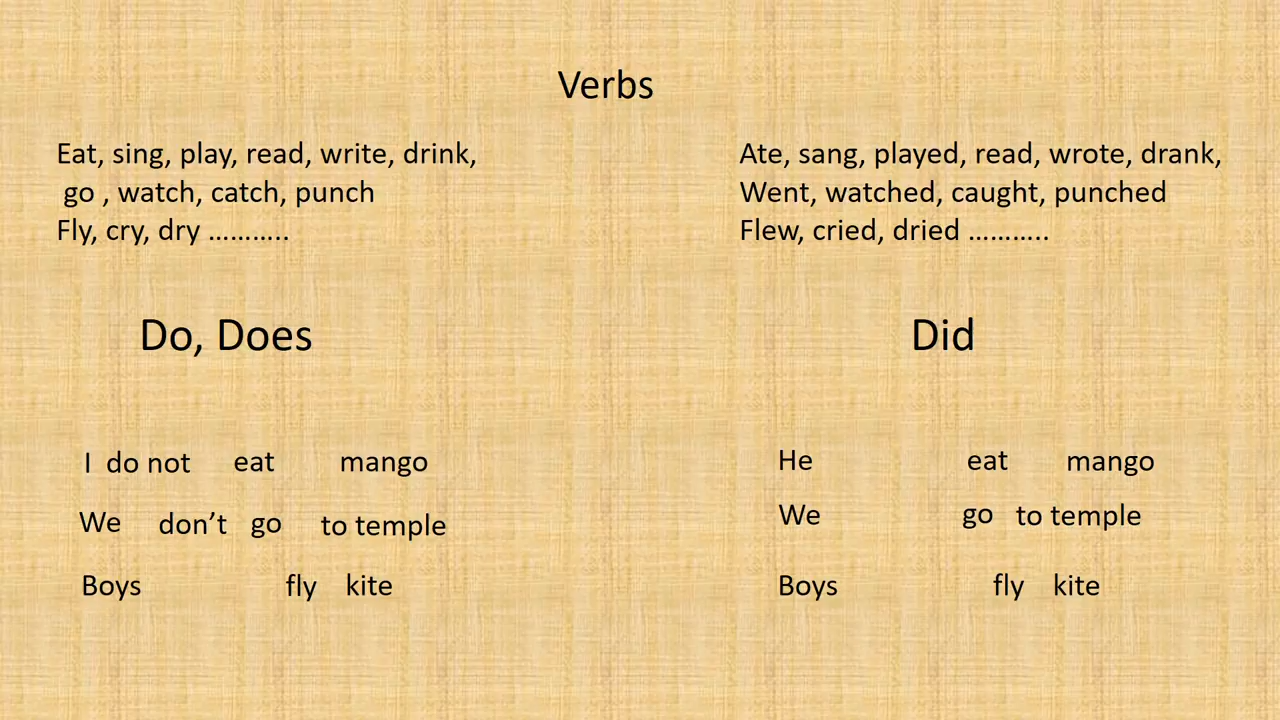 Verbs
Eat, sing, play, read, write, drink,
go , watch, catch, punch
Fly, cry, dry ………..
Ate, sang, played, read, wrote, drank,
Went, watched, caught, punched
Flew, cried, dried ………..
Do, Does
Did
I do not eat mango
We don’t go to temple
Boys fly kite
He eat mango
We go to temple
Boys fly kite